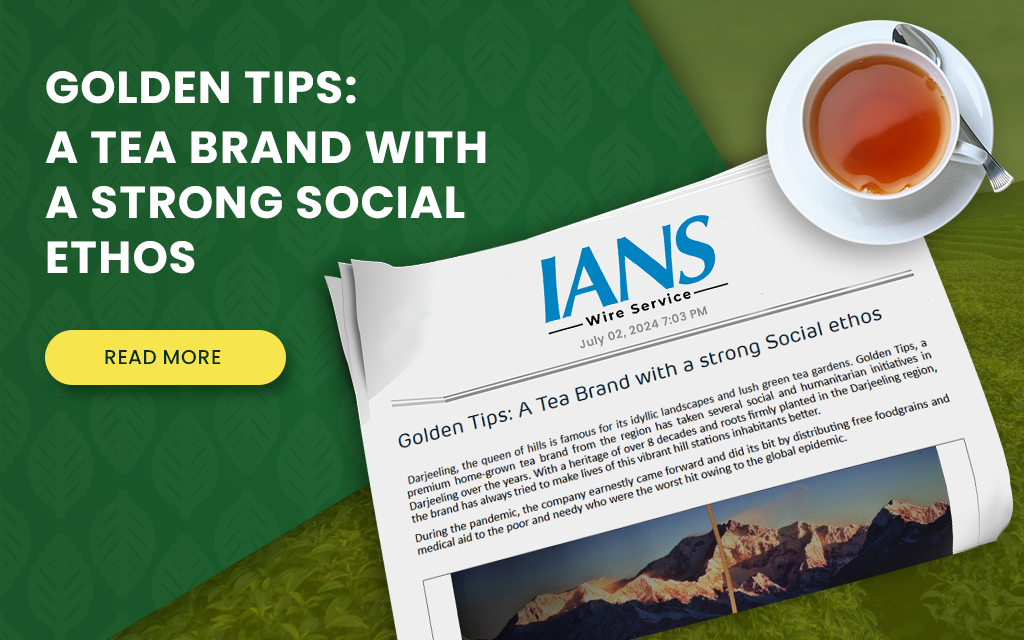 GOLDEN TIPS:
A TEA BRAND WITH
A STRONG SOCIAL
ETHOS
READ MORE
IANS
Wire Service
July 02, 2024 7:03 PM
Golden Tips: A Tea Brand with a strong Social ethos
Darjeeling, the queen of hills is famous for its idyllic landscapes and lush green tea gardens. Golden Tips, a
premium home-grown tea brand from the region has taken several social and humanitarian initiatives in
Darjeeling over the years. With a heritage of over 8 decades and roots firmly planted in the Darjeeling region,
the brand has always tried to make lives of this vibrant hill stations inhabitants better.
During the pandemic, the company earnestly came forward and did its bit by distributing free foodgrains and
medical aid to the poor and needy who were the worst hit owing to the global epidemic.